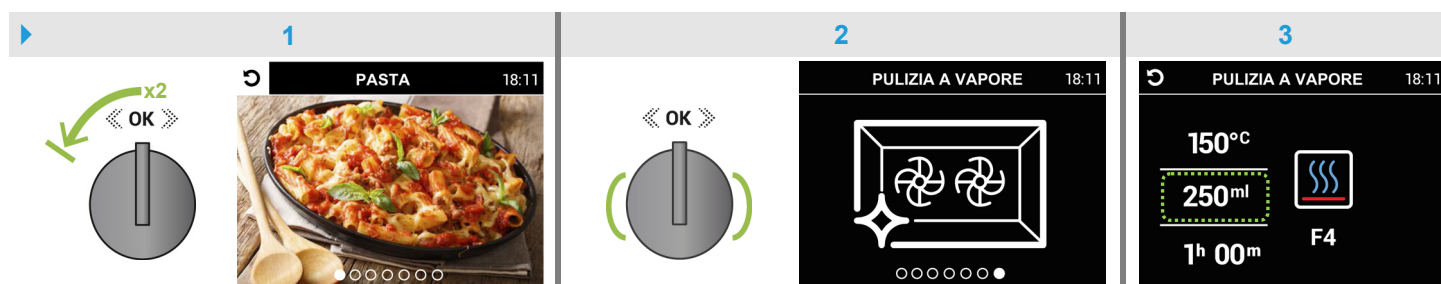 1
2
3
x2
OK
PASTA 18:11
OK
PULIZIA A VAPORE 18:11
PULIZIA A VAPORE 18:11
150°C
250ml
1h 00m
F4